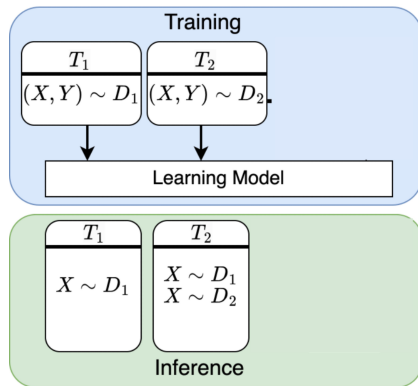 Training
T₁ T₂
(X, Y) ∼ D₁ (X, Y) ∼ D₂.
Learning Model
T₁ T₂
X ∼ D₁
X ∼ D₁
X ∼ D₂
Inference